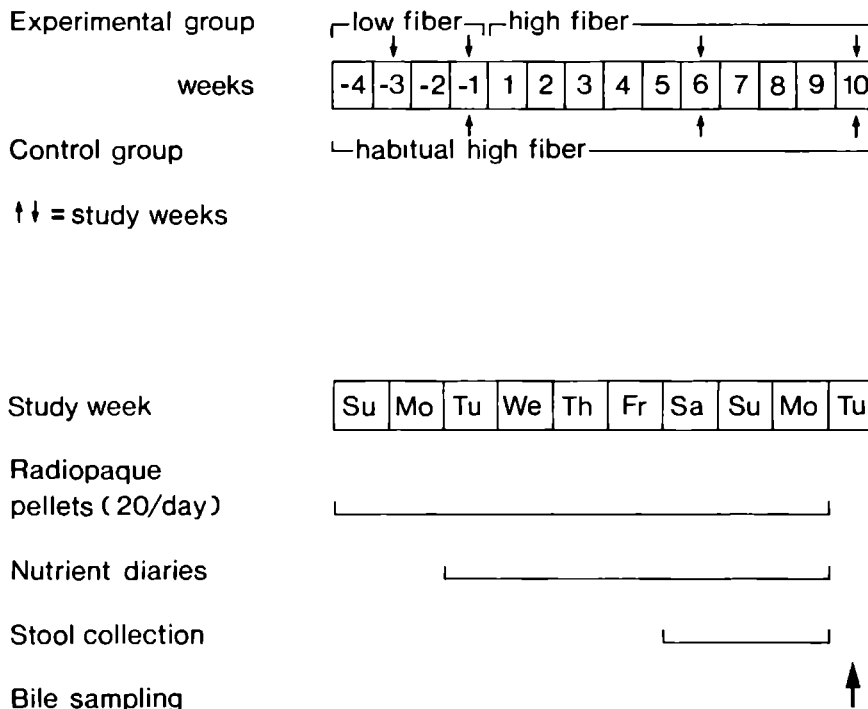 Experimental group low fiber high fiber
weeks -4 -3 -2 -1 1 2 3 4 5 6 7 8 9 10
Control group habitual high fiber
↑↓ = study weeks
Study week Su Mo Tu We Th Fr Sa Su Mo Tu
Radiopaque
pellets (20/day)
Nutrient diaries
Stool collection
Bile sampling